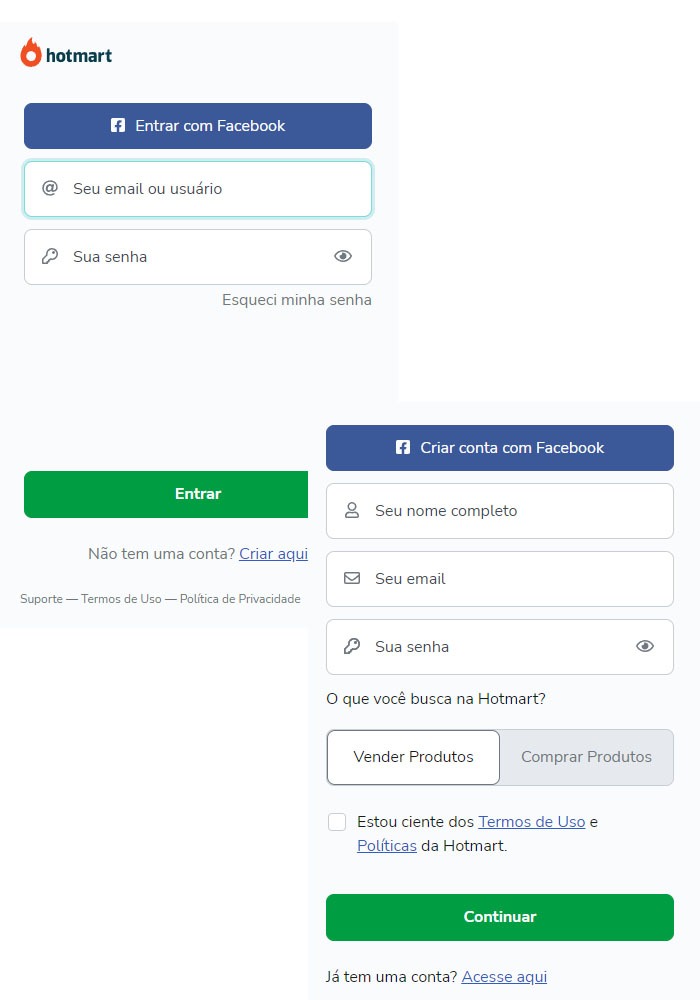 hotmart
Entrar com Facebook
@ Seu email ou usuário
Sua senha
Esqueci minha senha
Entrar
Não tem uma conta? Criar aqui
Suporte — Termos de Uso — Política de Privacidade
Criar conta com Facebook
Seu nome completo
Seu email
Sua senha
O que você busca na Hotmart?
Vender Produtos Comprar Produtos
Estou ciente dos Termos de Uso e
Políticas da Hotmart.
Continuar
Já tem uma conta? Acesse aqui